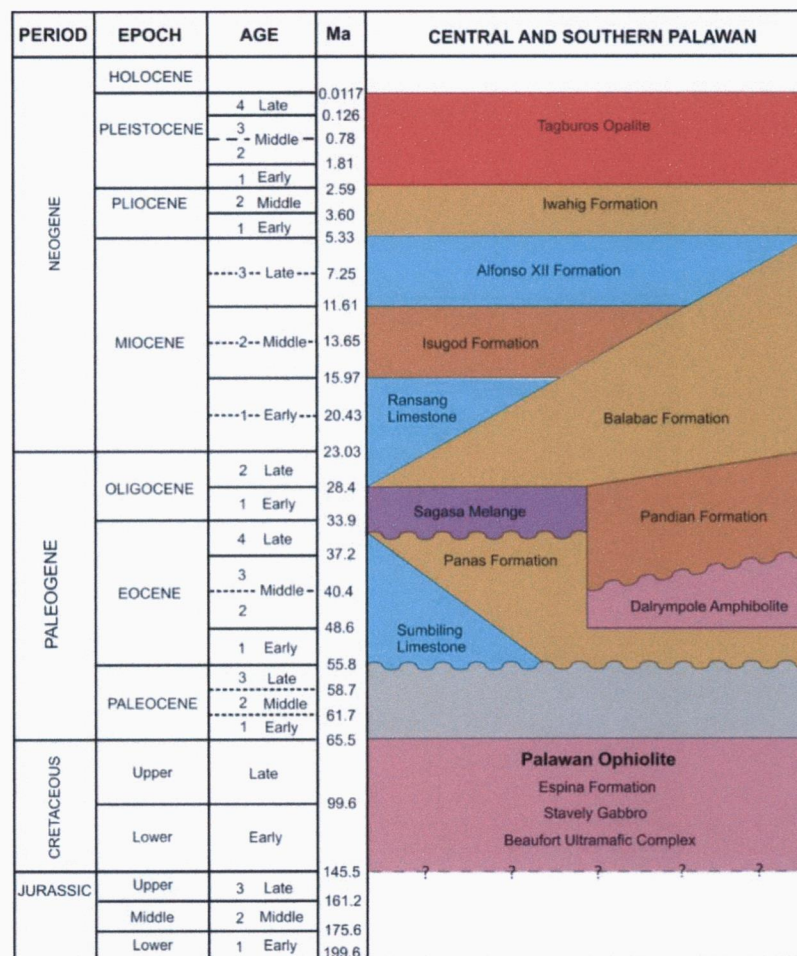 PERIOD EPOCH AGE Ma CENTRAL AND SOUTHERN PALAWAN
HOLOCENE
0.0117
4 Late
Tagburos Opalite
0.126
PLEISTOCENE
3
Middle
0.78
2
1.81
1 Early
2.59
PLIOCENE
2 Middle
Iwahig Formation
3.60
1 Early
5.33
NEOGENE
3 Late
7.25
Alfonso XII Formation
11.61
MIOCENE
2 Middle
13.65
Isugod Formation
15.97
Ransang
Limestone
1 Early
20.43
Balabac Formation
23.03
2 Late
OLIGOCENE
28.4
1 Early
Sagasa Melange
Pandian Formation
33.9
4 Late
37.2
Panas Formation
PALEOGENE
EOCENE
3
Middle
40.4
2
Dalrympole Amphibolite
48.6
Sumbiling
Limestone
1 Early
55.8
3 Late
58.7
PALEOCENE
2 Middle
61.7
1 Early
65.5
CRETACEOUS
Upper
Late
Palawan Ophiolite
Espina Formation
99.6
Stavely Gabbro
Lower
Early
Beaufort Ultramafic Complex
145.5
? ? ? ? ?
JURASSIC
Upper
3 Late
161.2
Middle
2 Middle
175.6
Lower
1 Early
199.6